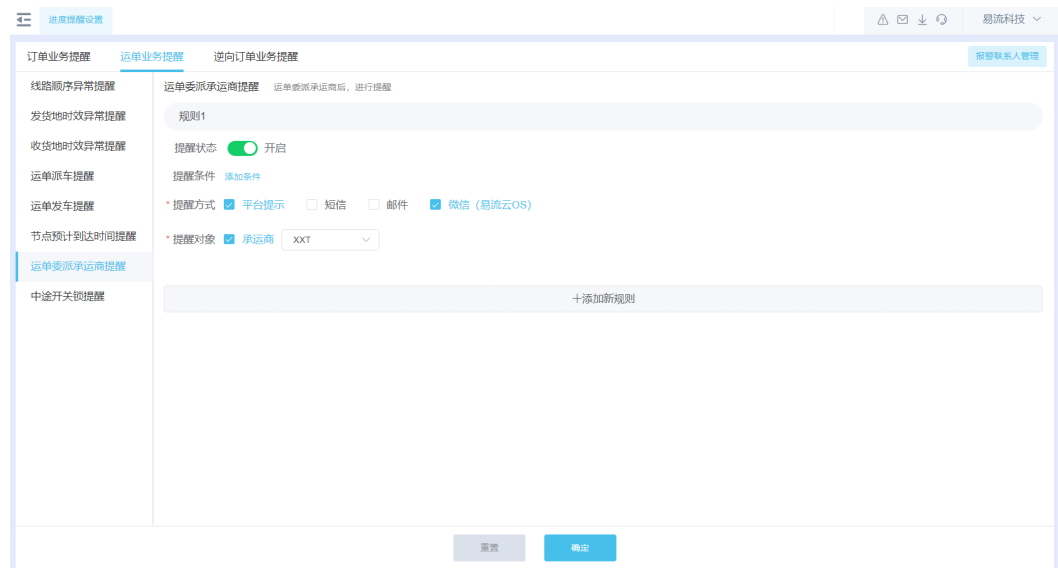 进度提醒设置
易流科技
订单业务提醒 运单业务提醒 逆向订单业务提醒 报警联系人管理
线路顺序异常提醒
发货地时效异常提醒
收货地时效异常提醒
运单派车提醒
运单发车提醒
节点预计到达时间提醒
运单委派承运商提醒
中途开关锁提醒
运单委派承运商提醒 运单委派承运商后，进行提醒
规则1
提醒状态 开启
提醒条件 添加条件
*提醒方式 平台提示 短信 邮件 微信（易流云OS）
*提醒对象 承运商 XXT
＋添加新规则
重置 确定